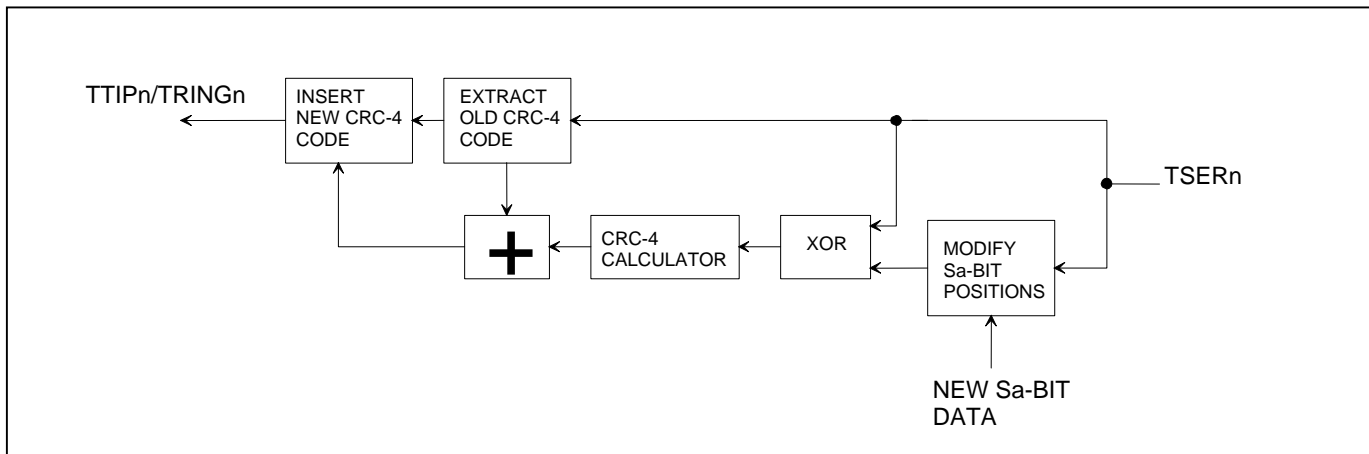 TTIPn/TRINGn
INSERT
NEW CRC-4
CODE
EXTRACT
OLD CRC-4
CODE
TSERn
+
CRC-4
CALCULATOR
XOR
MODIFY
Sa-BIT
POSITIONS
NEW Sa-BIT
DATA